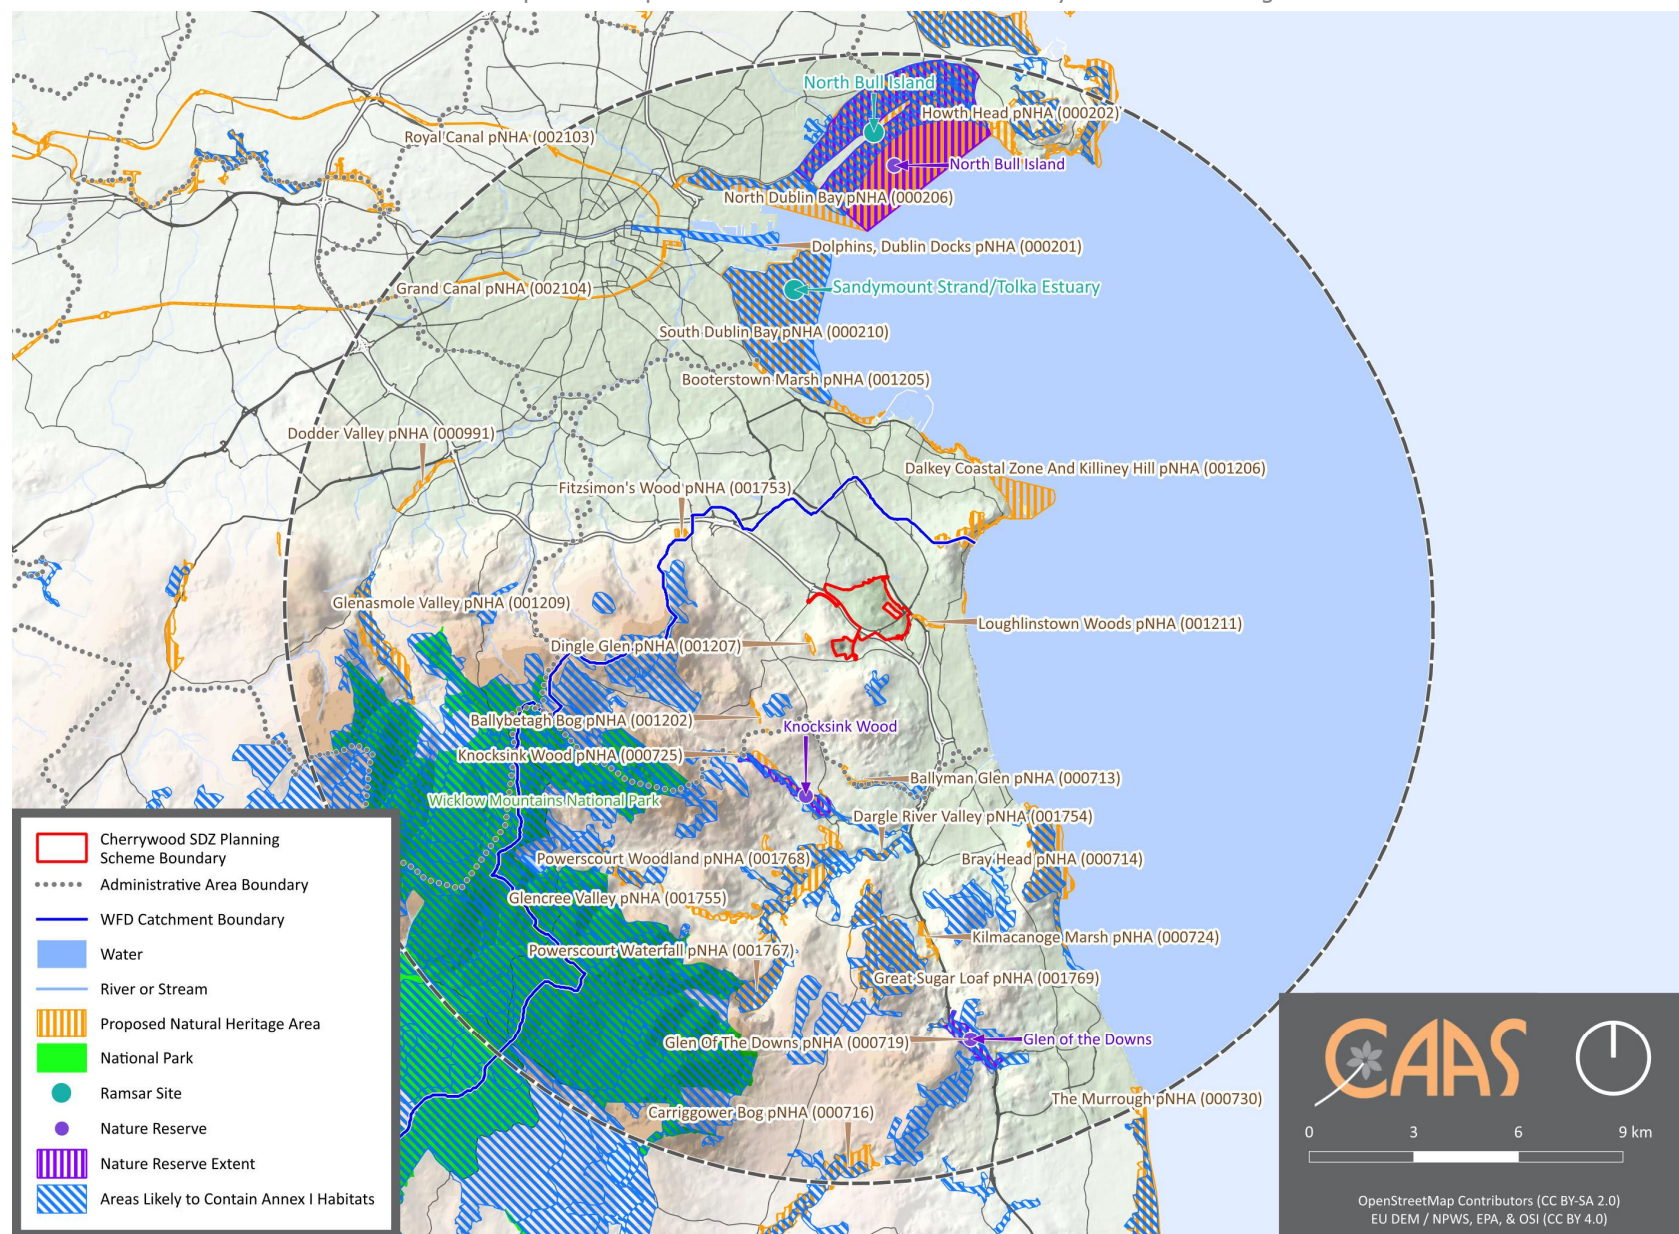 North Bull Island
Howth Head pNHA (000202)
Royal Canal pNHA (002103)
North Bull Island
North Dublin Bay pNHA (000206)
Dolphins, Dublin Docks pNHA (000201)
Grand Canal pNHA (002104)
Sandymount Strand/Tolka Estuary
South Dublin Bay pNHA (000210)
Booterstown Marsh pNHA (001205)
Dodder Valley pNHA (000991)
Dalkey Coastal Zone And Killiney Hill pNHA (001206)
Fitzsimon's Wood pNHA (001753)
Glenasmole Valley pNHA (001209)
Loughlinstown Woods pNHA (001211)
Dingle Glen pNHA (001207)
Ballybetagh Bog pNHA (001202)
Knocksink Wood
Knocksink Wood pNHA (000725)
Ballyman Glen pNHA (000713)
Wicklow Mountains National Park
Dargle River Valley pNHA (001754)
Powerscourt Woodland pNHA (001768)
Bray Head pNHA (000714)
Glencree Valley pNHA (001755)
Kilmacanoge Marsh pNHA (000724)
Powerscourt Waterfall pNHA (001767)
Great Sugar Loaf pNHA (001769)
Glen Of The Downs pNHA (000719)
Glen of the Downs
The Murrough pNHA (000730)
Carriggower Bog pNHA (000716)
Cherrywood SDZ Planning
Scheme Boundary
Administrative Area Boundary
WFD Catchment Boundary
Water
River or Stream
Proposed Natural Heritage Area
National Park
Ramsar Site
Nature Reserve
Nature Reserve Extent
Areas Likely to Contain Annex I Habitats
CAAS
0 3 6 9 km
OpenStreetMap Contributors (CC BY-SA 2.0)
EU DEM / NPWS, EPA, & OSI (CC BY 4.0)